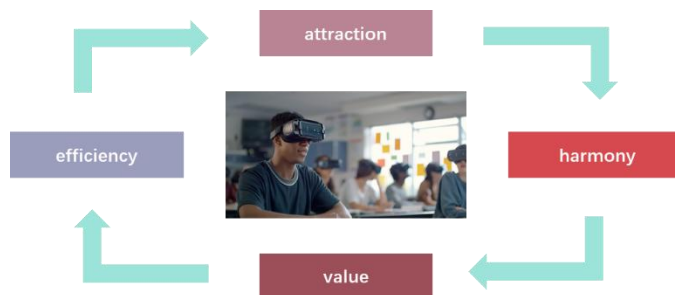 attraction
efficiency
harmony
value